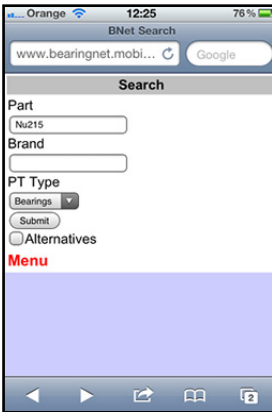 ... Orange 12:25 76%
BNet Search
www.bearingnet.mobi... Google
Search
Part
Nu215
Brand
PT Type
Bearings
Submit
Alternatives
Menu
2